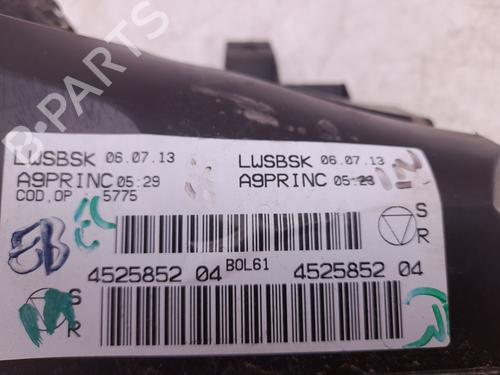 LWSBSK 06.07.13 LWSBSK 06.07.13
A9PRINC 05:29 A9PRINC 05:29
COD.OP 5775
S
R
BOL61
4525852 04 4525852 04
S
R
B-PARTS